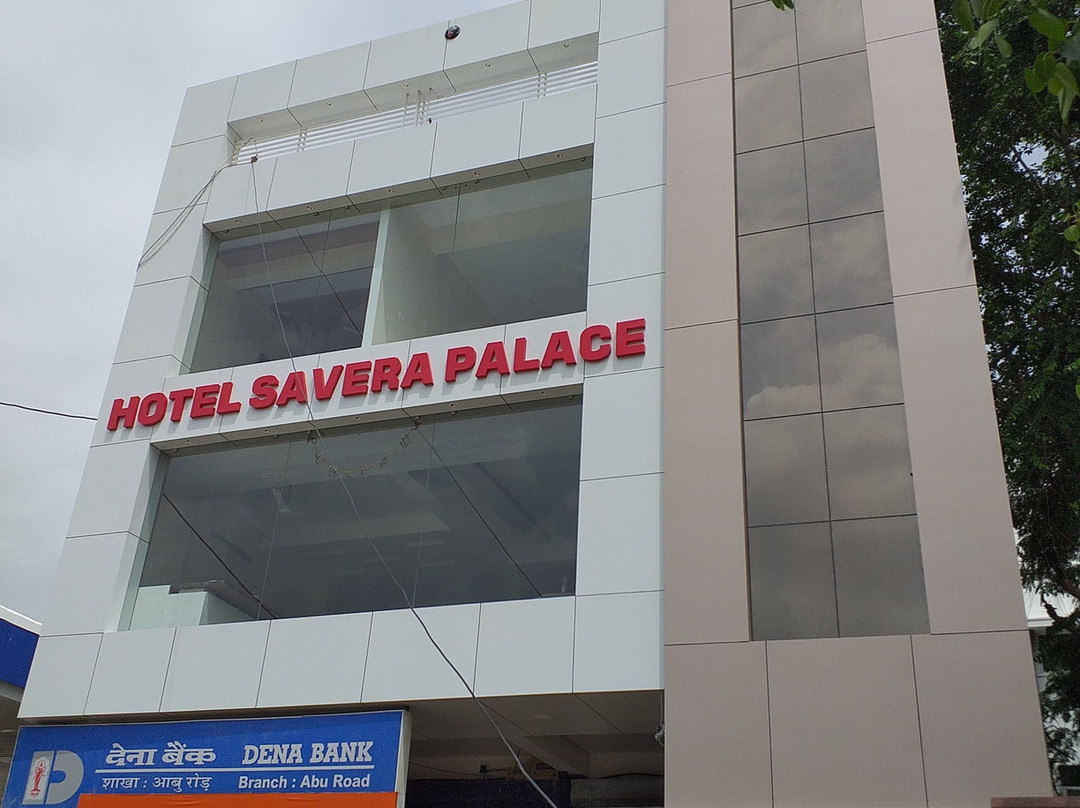 HOTEL SAVERA PALACE
देना बैंक DENA BANK
शाखा : आबु रोड़ Branch : Abu Road